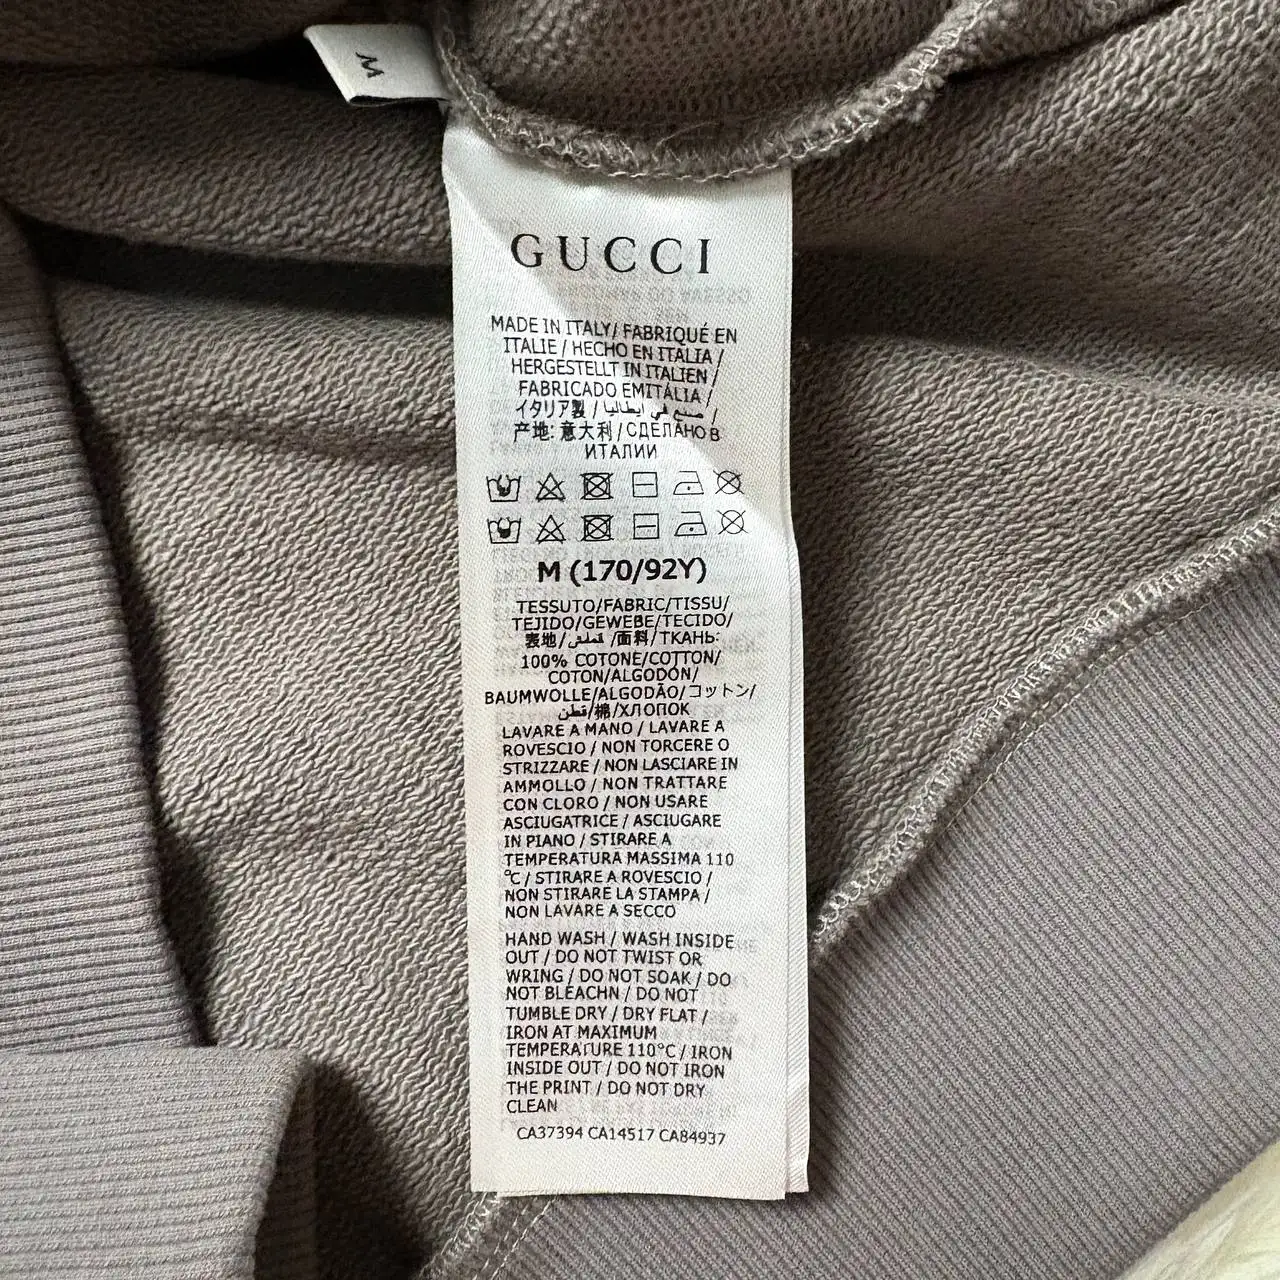 M
GUCCI
MADE IN ITALY/ FABRIQUÉ EN
ITALIE / HECHO EN ITALIA /
HERGESTELLT IN ITALIEN /
FABRICADO EMITÁLIA /
イタリア製 / صنع في إيطاليا /
产地: 意大利 / СДЕЛАНО В
ИТАЛИИ
M (170/92Y)
TESSUTO/FABRIC/TISSU/
TEJIDO/GEWEBE/TECIDO/
表地/ /面料/ТКАНЬ:
100% COTONE/COTTON/
COTON/ALGODÓN/
BAUMWOLLE/ALGODÃO/コットン/
قطن/棉/ХЛОПОК
LAVARE A MANO / LAVARE A
ROVESCIO / NON TORCERE O
STRIZZARE / NON LASCIARE IN
AMMOLLO / NON TRATTARE
CON CLORO / NON USARE
ASCIUGATRICE / ASCIUGARE
IN PIANO / STIRARE A
TEMPERATURA MASSIMA 110
°C / STIRARE A ROVESCIO /
NON STIRARE LA STAMPA /
NON LAVARE A SECCO
HAND WASH / WASH INSIDE
OUT / DO NOT TWIST OR
WRING / DO NOT SOAK / DO
NOT BLEACHN / DO NOT
TUMBLE DRY / DRY FLAT /
IRON AT MAXIMUM
TEMPERATURE 110°C / IRON
INSIDE OUT / DO NOT IRON
THE PRINT / DO NOT DRY
CLEAN
CA37394 CA14517 CA84937